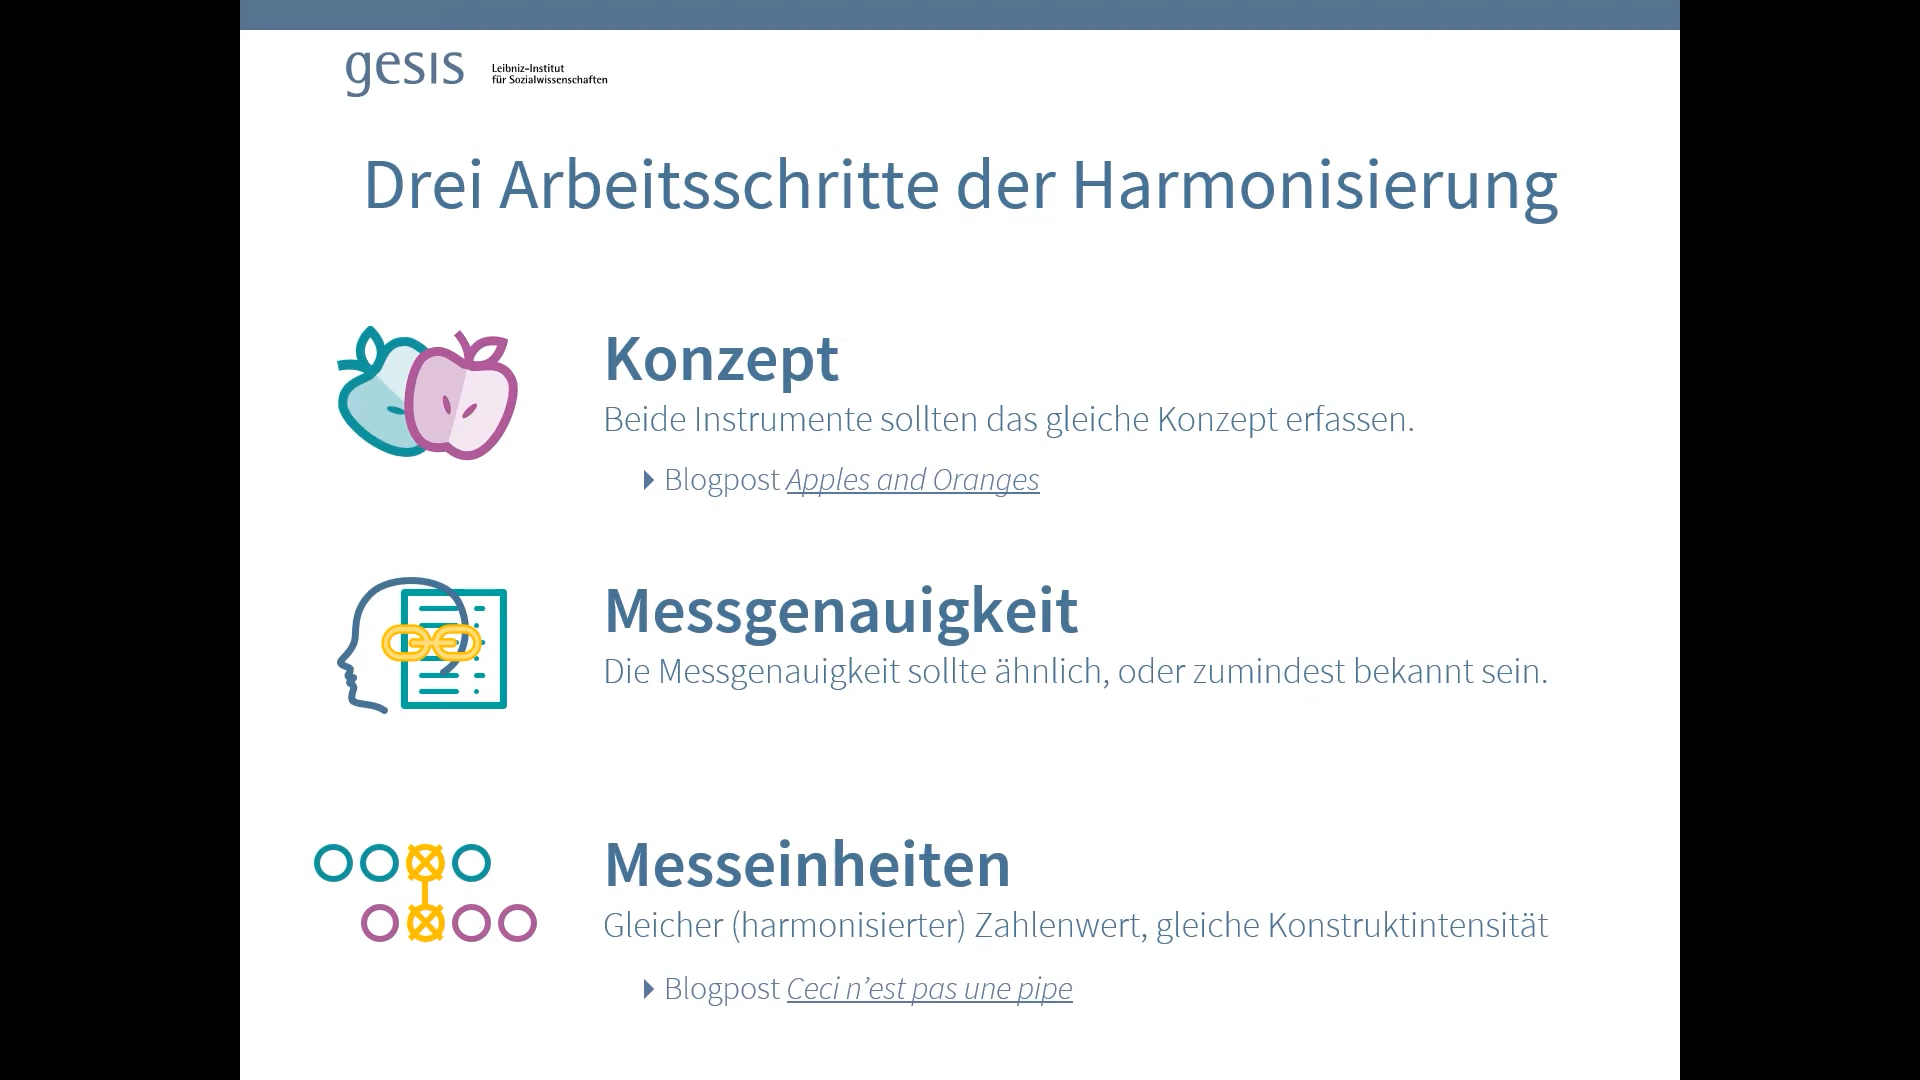 gesis
Leibniz-Institut
für Sozialwissenschaften
Drei Arbeitsschritte der Harmonisierung
Konzept
Beide Instrumente sollten das gleiche Konzept erfassen.
Blogpost Apples and Oranges
Messgenauigkeit
Die Messgenauigkeit sollte ähnlich, oder zumindest bekannt sein.
Messeinheiten
Gleicher (harmonisierter) Zahlenwert, gleiche Konstruktintensität
Blogpost Ceci n’est pas une pipe